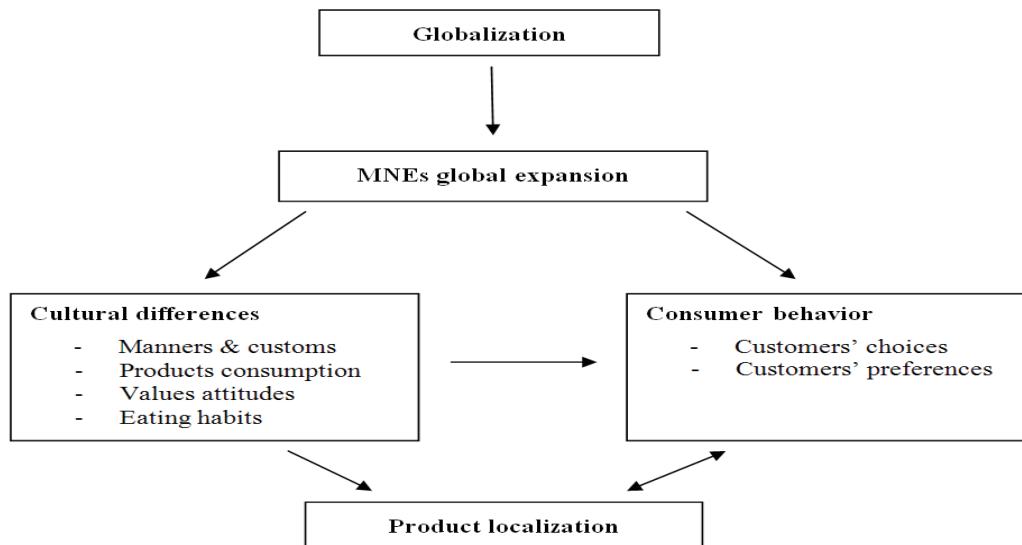 Globalization
MNEs global expansion
Cultural differences
- Manners & customs
- Products consumption
- Values attitudes
- Eating habits
Consumer behavior
- Customers’ choices
- Customers’ preferences
Product localization